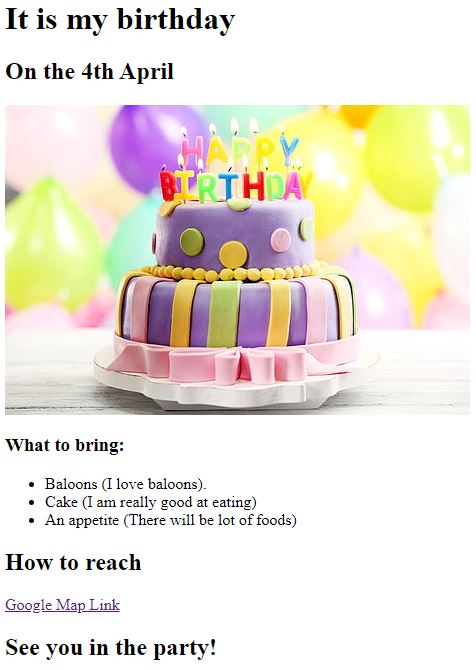 It is my birthday
On the 4th April
HAPPY
BIRTHDAY
What to bring:
Baloons (I love baloons).
Cake (I am really good at eating)
An appetite (There will be lot of foods)
How to reach
Google Map Link
See you in the party!